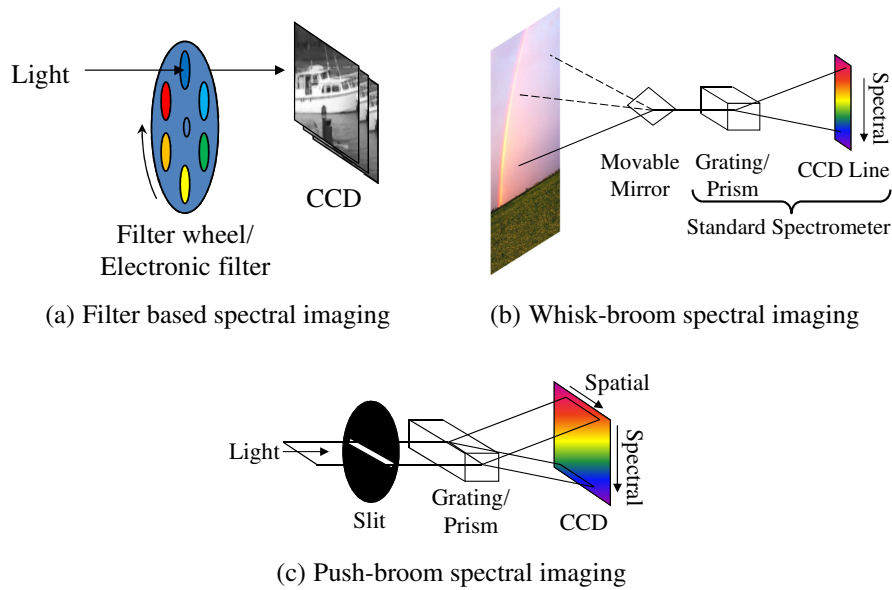 Light
CCD
Filter wheel/
Electronic filter
(a) Filter based spectral imaging
Spectral
Movable
Mirror
Grating/
Prism
CCD Line
Standard Spectrometer
(b) Whisk-broom spectral imaging
Spatial
Light
Spectral
Slit
Grating/
Prism
CCD
(c) Push-broom spectral imaging